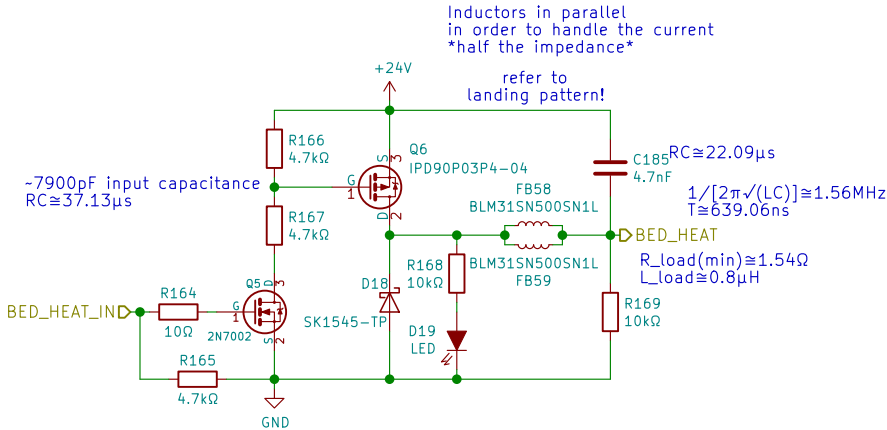 Inductors in parallel
in order to handle the current
*half the impedance*
refer to
landing pattern!
+24V
R166
4.7kΩ
Q6
IPD90P03P4-04
S
3
G
1
D
2
C185
4.7nF
RC≅22.09µs
~7900pF input capacitance
RC≅37.13µs
R167
4.7kΩ
FB58
BLM31SN500SN1L
1/[2π√(LC)]≅1.56MHz
T≅639.06ns
BED_HEAT
BLM31SN500SN1L
FB59
R_load(min)≅1.54Ω
L_load≅0.8µH
R168
10kΩ
D18
SK1545-TP
Q5
D
3
G
1
S
2
2N7002
BED_HEAT_IN
R164
10Ω
R169
10kΩ
D19
LED
R165
4.7kΩ
GND